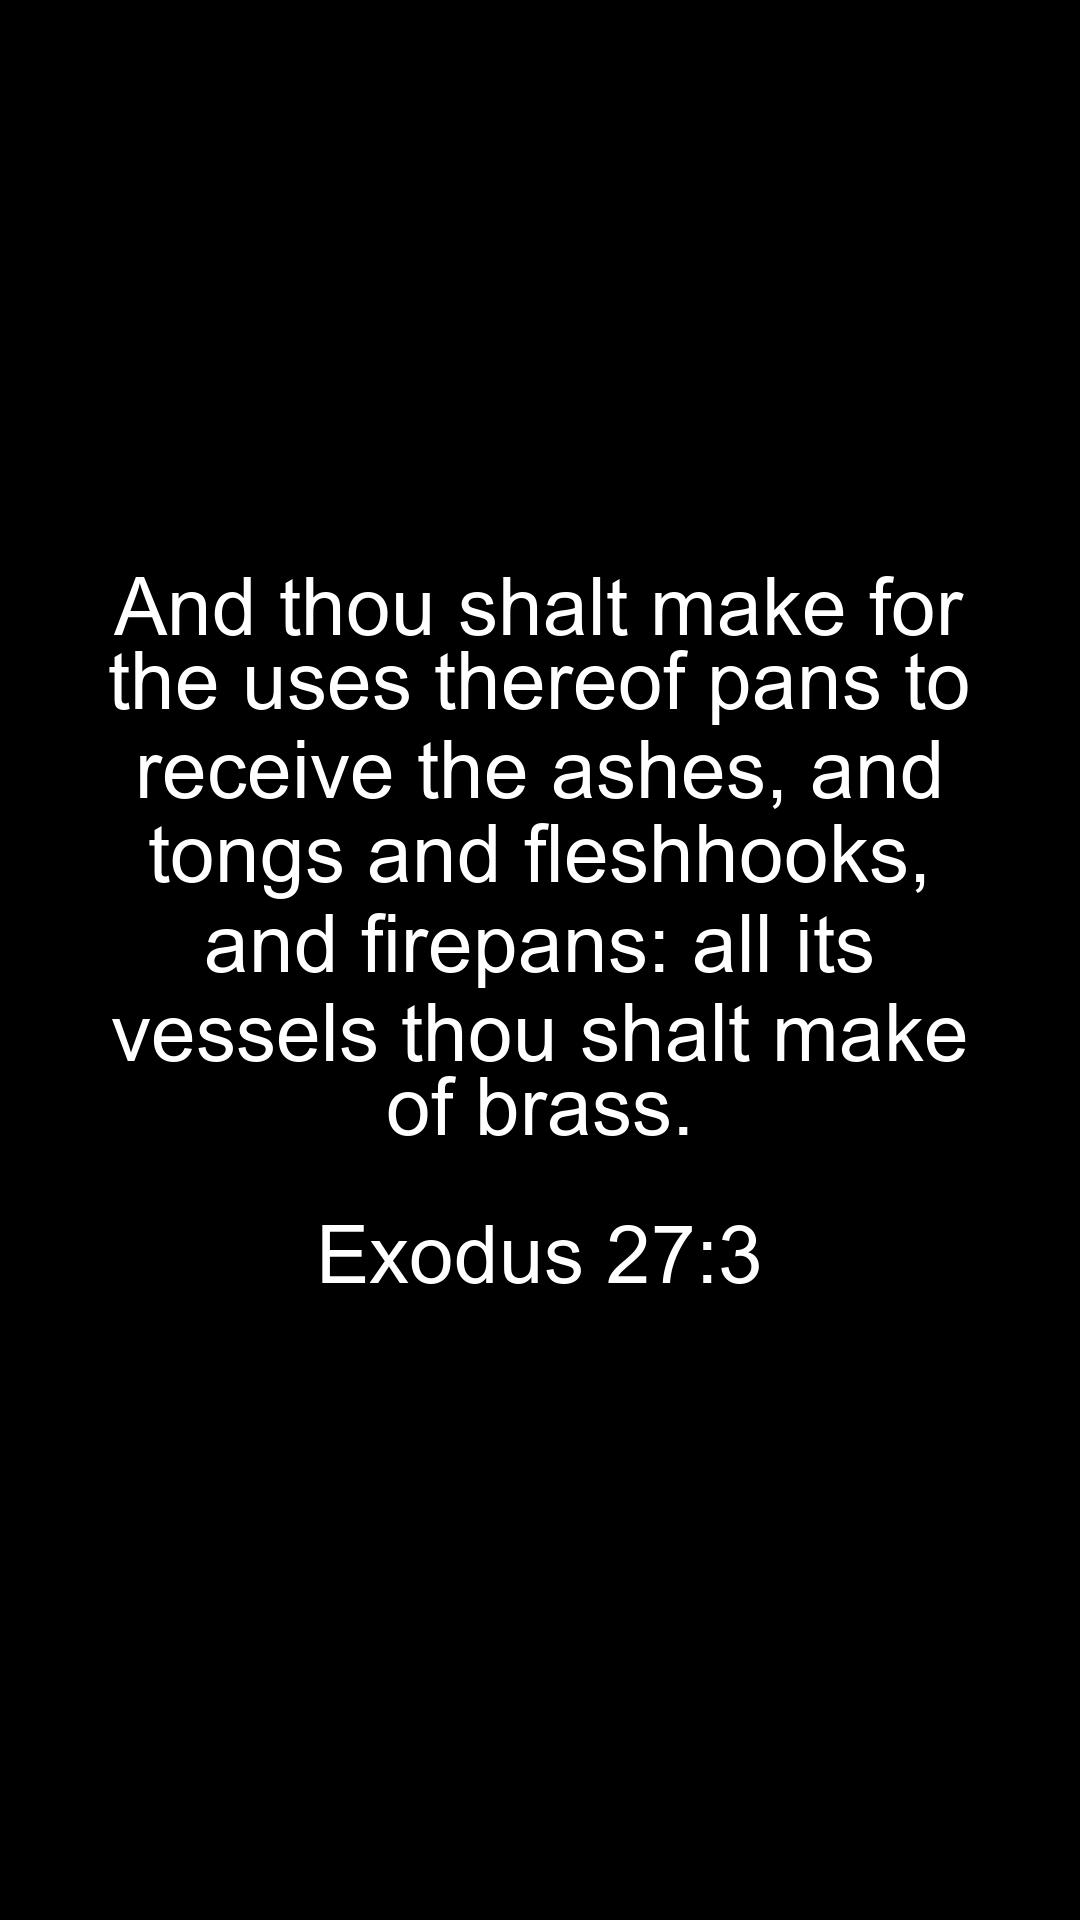 And thou shalt make for
the uses thereof pans to
receive the ashes, and
tongs and fleshhooks,
and firepans: all its
vessels thou shalt make
of brass.
Exodus 27:3